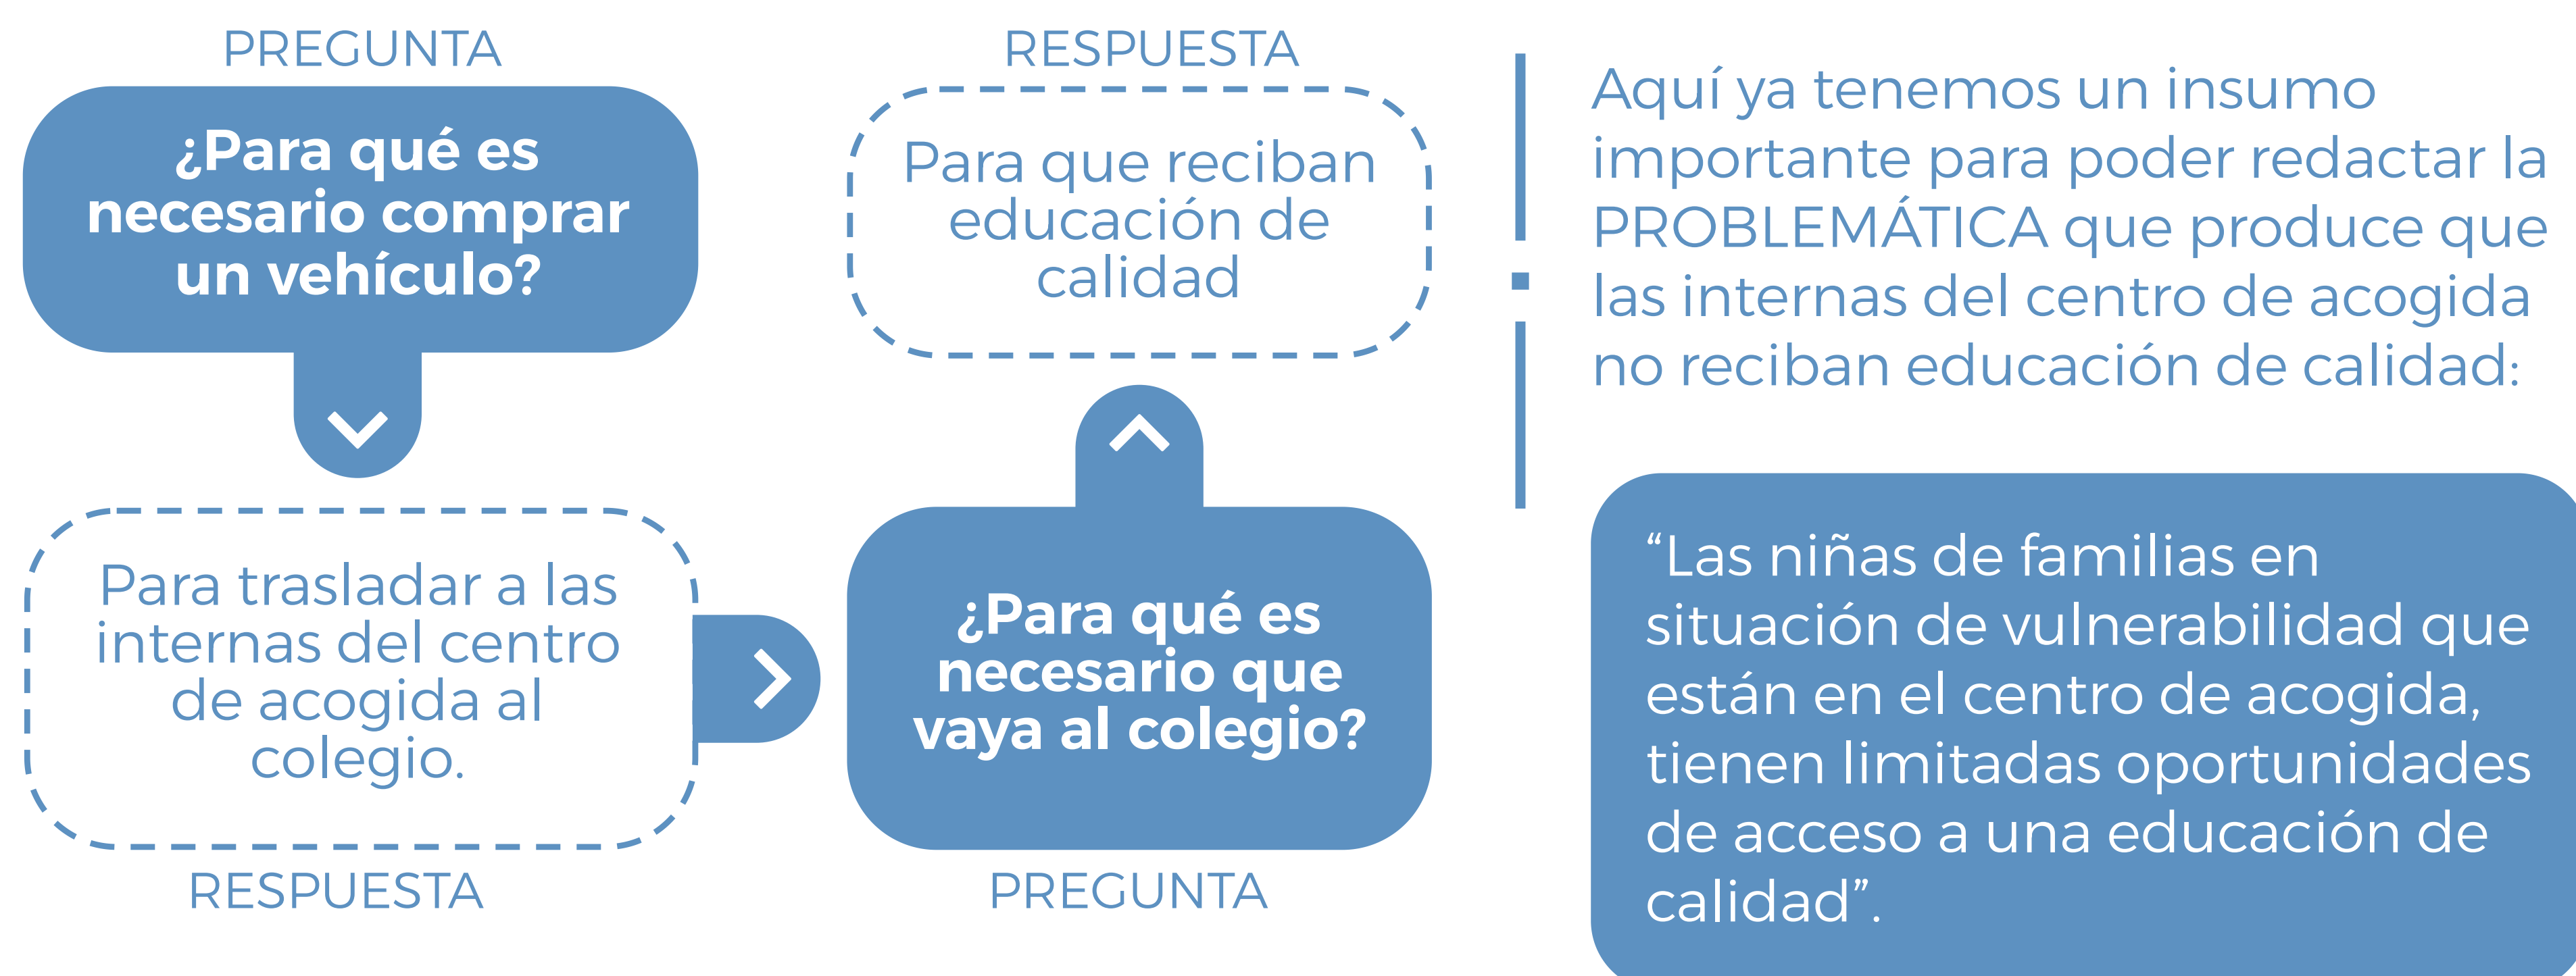 PREGUNTA
¿Para qué es
necesario comprar
un vehículo?
Para trasladar a las
internas del centro
de acogida al
colegio.
RESPUESTA
RESPUESTA
Para que reciban
educación de
calidad
¿Para qué es
necesario que
vaya al colegio?
PREGUNTA
Aquí ya tenemos un insumo
importante para poder redactar la
PROBLEMÁTICA que produce que
las internas del centro de acogida
no reciban educación de calidad:
“Las niñas de familias en
situación de vulnerabilidad que
están en el centro de acogida,
tienen limitadas oportunidades
de acceso a una educación de
calidad”.